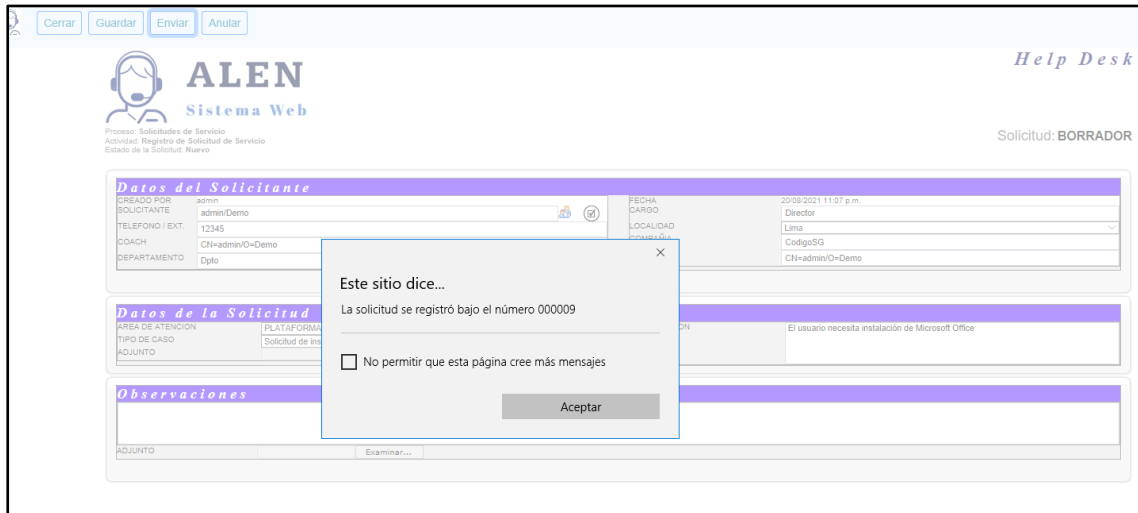 Cerrar Guardar Enviar Anular
Help Desk
ALEN
Sistema Web
Proceso: Solicitudes de Servicio
Actividad: Registro de Solicitud de Servicio
Estado de la Solicitud: Nuevo
Solicitud: BORRADOR
Datos del Solicitante
CREADO POR admin FECHA 20/08/2021 11:07 p.m.
SOLICITANTE admin/Demo CARGO Director
TELEFONO / EXT. 12345 LOCALIDAD Lima
COACH CN=admin/O=Demo COMPAÑIA CodigoSG
DEPARTAMENTO Dpto CN=admin/O=Demo
Este sitio dice...
La solicitud se registró bajo el número 000009
No permitir que esta página cree más mensajes
Aceptar
Datos de la Solicitud
AREA DE ATENCION PLATAFORMA El usuario necesita instalación de Microsoft Office
TIPO DE CASO Solicitud de ins
ADJUNTO
Observaciones
ADJUNTO Examinar...